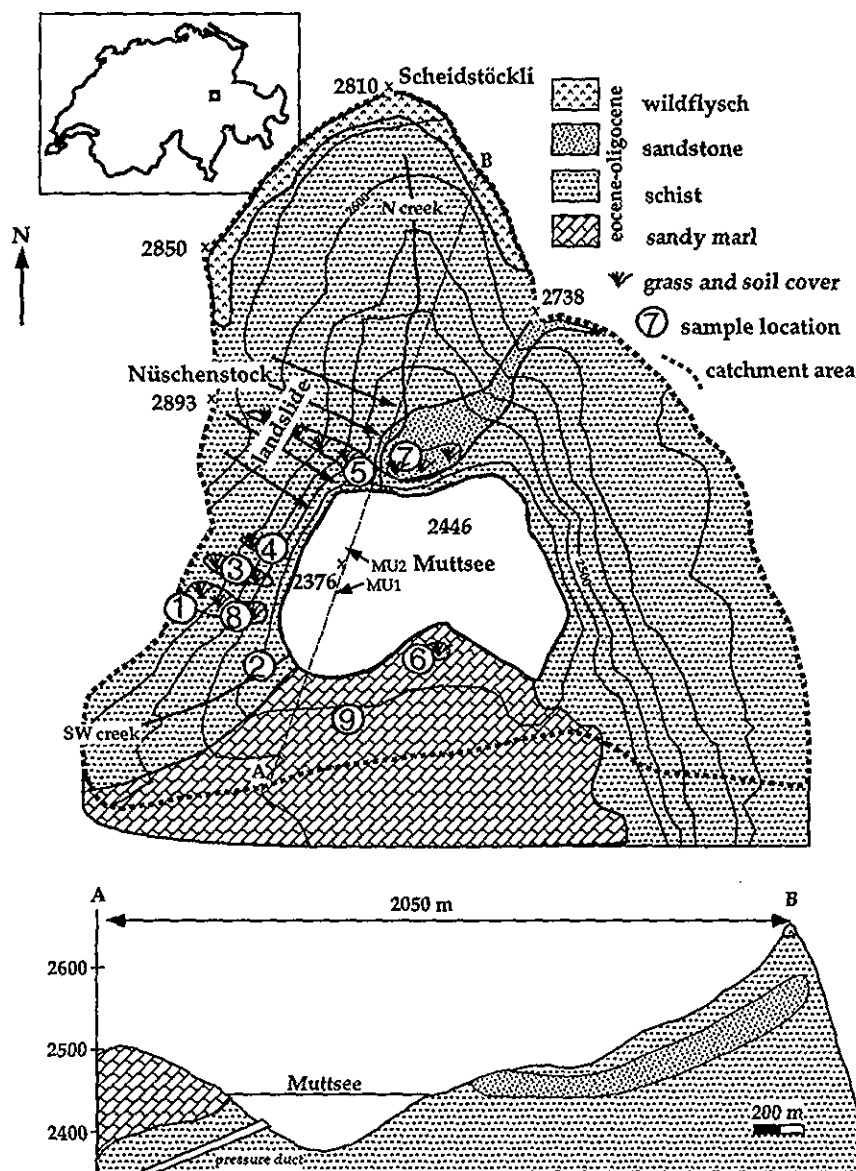 2810 × Scheidstöckli
eocene-oligocene
wildflysch
sandstone
schist
sandy marl
grass and soil cover
7 sample location
catchment area
N
B
2600
N creek
2850 ×
2738
×
Nüschenstock
2893 ×
landslide
5
7
2446
MU2 Muttsee
2376 ×
MU1
2500
4
3
1
8
2
6
9
SW creek
A
A
2050 m
B
2600
2500
2400
Muttsee
pressure duct
200 m